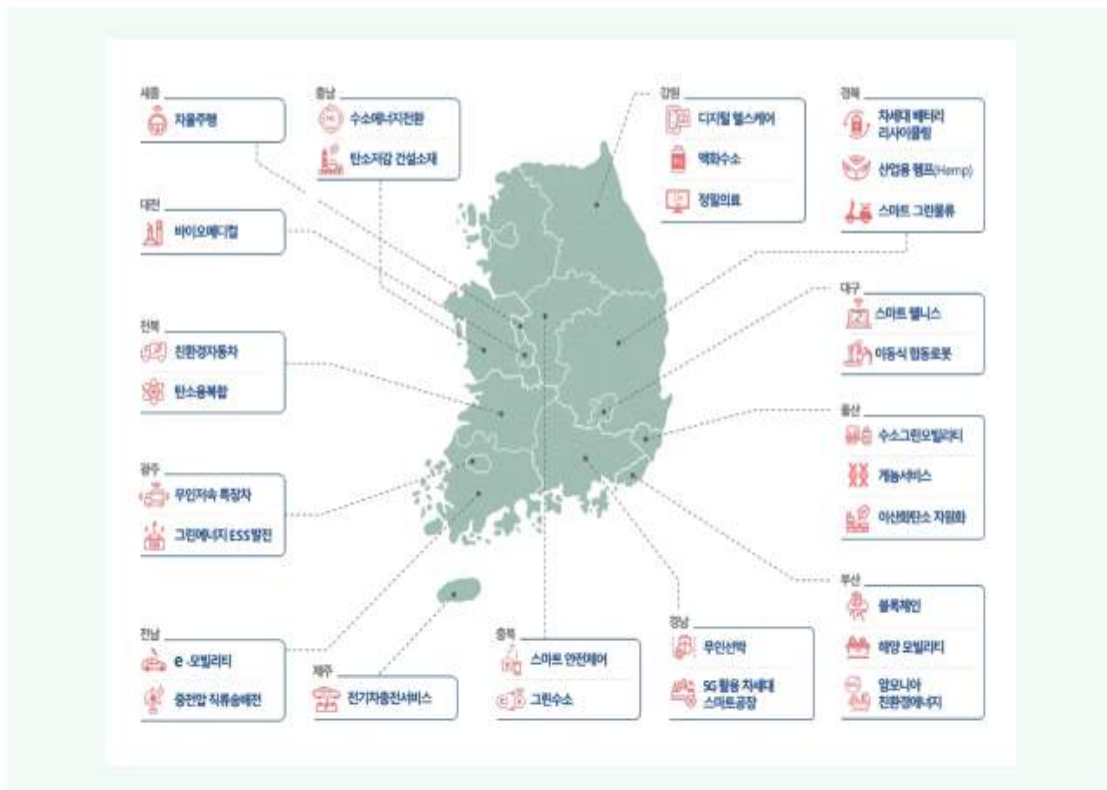 세종
자율주행
충남
수소에너지전환
탄소저감 건설소재
강원
디지털 헬스케어
액화수소
정밀의료
경북
차세대 배터리
리사이클링
산업용 헴프(Hemp)
스마트 그린물류
대전
바이오메디컬
대구
스마트 웰니스
이동식 협동로봇
전북
친환경자동차
탄소융복합
울산
수소그린모빌리티
게놈서비스
이산화탄소 자원화
광주
무인저속 특장차
그린에너지 ESS발전
부산
블록체인
해양 모빌리티
암모니아
친환경에너지
전남
e-모빌리티
중전압 직류송배전
제주
전기차충전서비스
충북
스마트 안전제어
그린수소
경남
무인선박
5G 활용 차세대
스마트공장